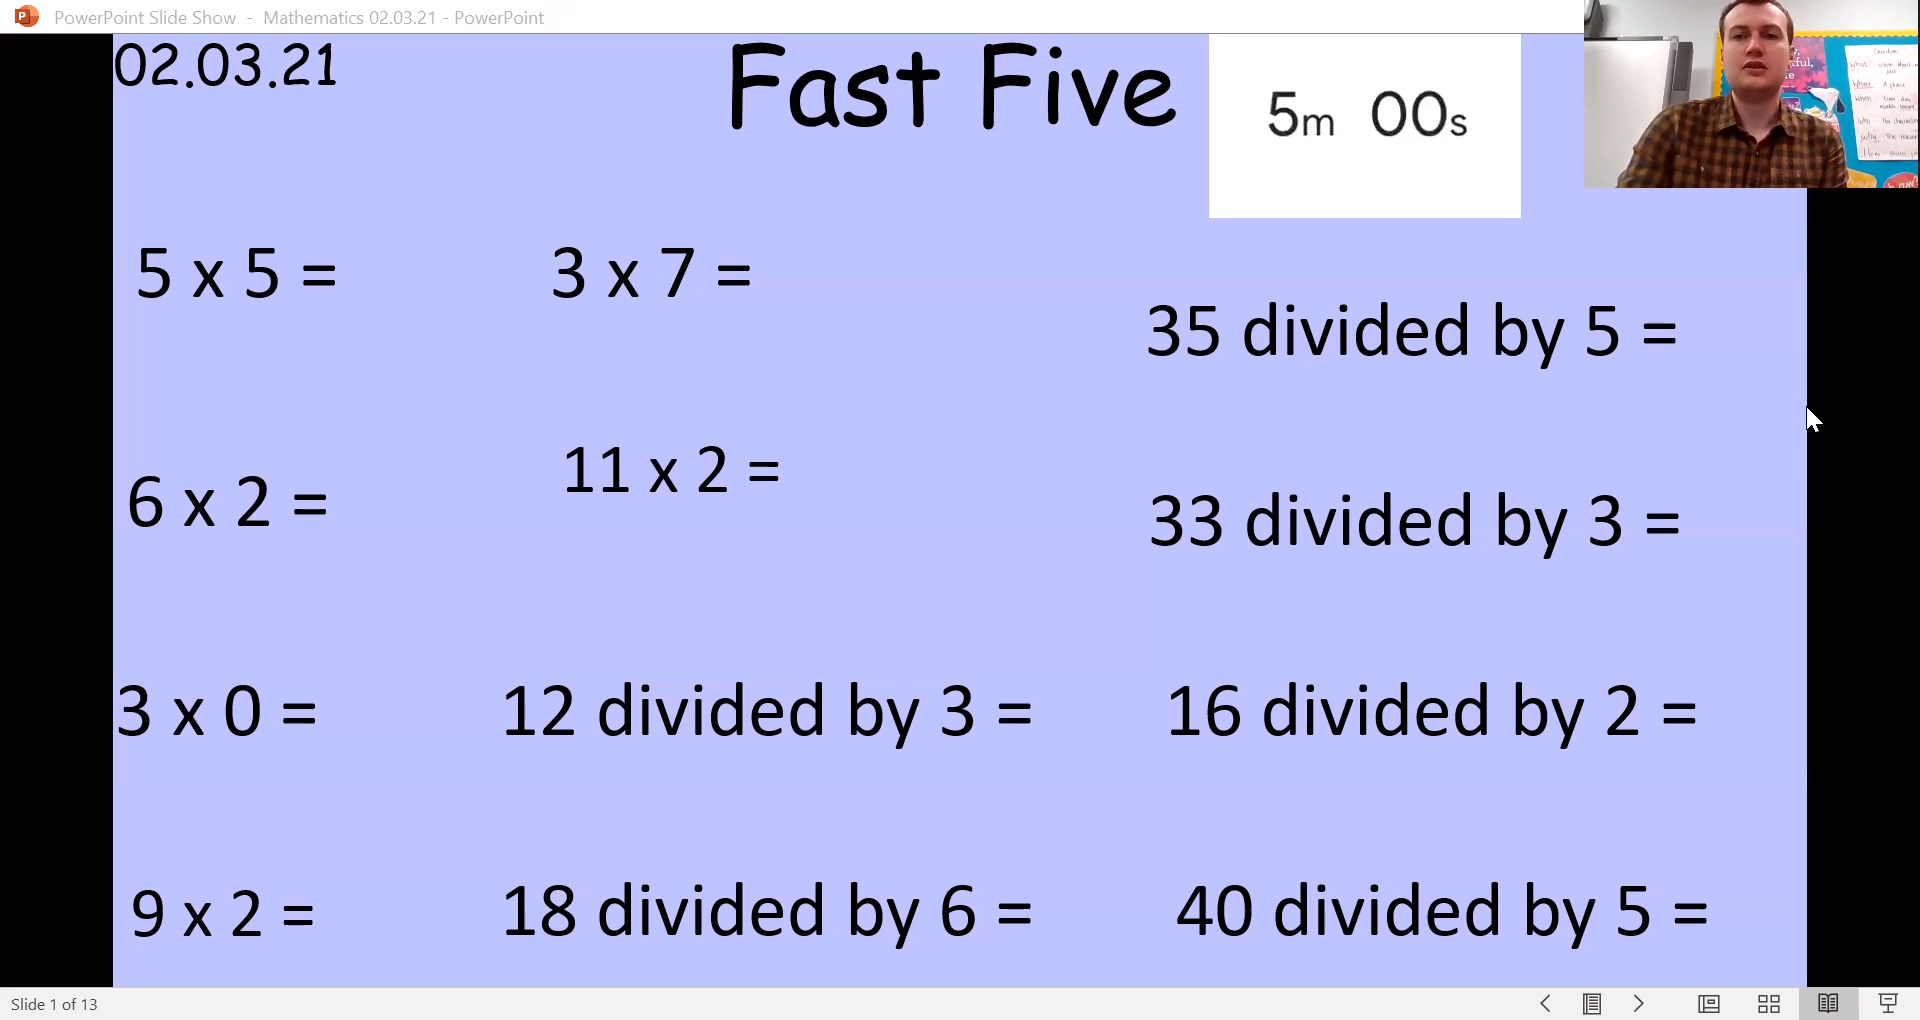 PowerPoint Slide Show - Mathematics 02.03.21 - PowerPoint
02.03.21
Fast Five
5m 00s
5 x 5 =
3 x 7 =
35 divided by 5 =
6 x 2 =
11 x 2 =
33 divided by 3 =
3 x 0 =
12 divided by 3 =
16 divided by 2 =
9 x 2 =
18 divided by 6 =
40 divided by 5 =
Slide 1 of 13